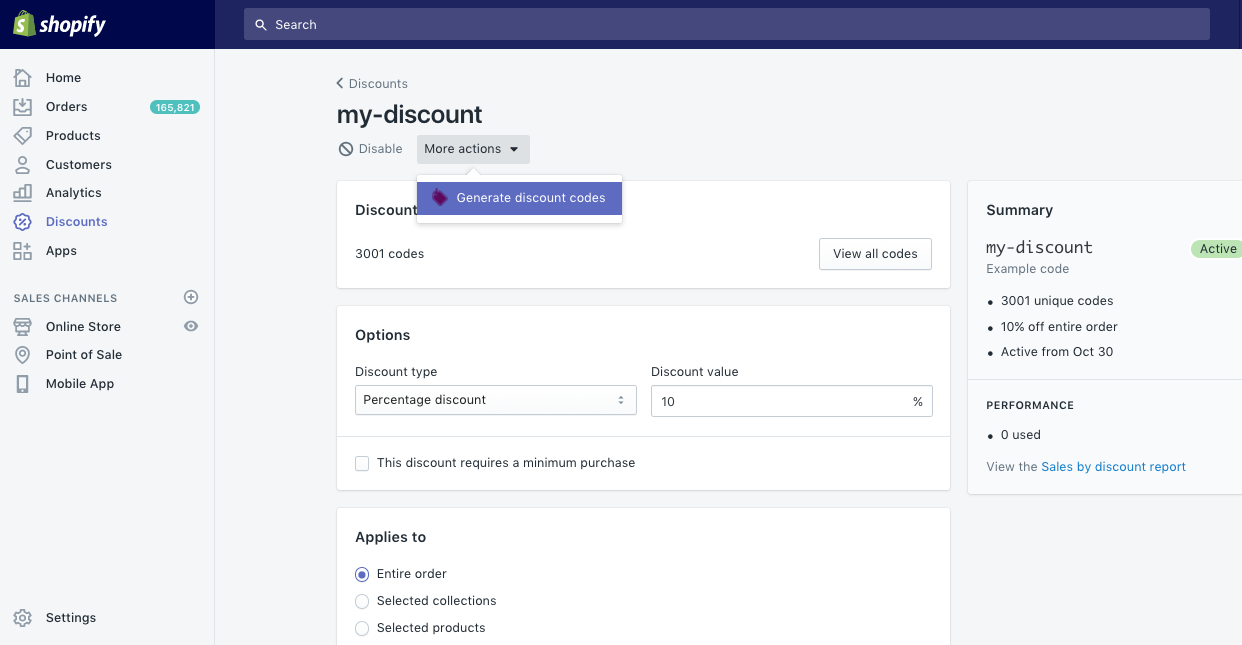 shopify
Search
Home
Orders 165,821
Products
Customers
Analytics
Discounts
Apps
SALES CHANNELS
Online Store
Point of Sale
Mobile App
Settings
Discounts
my-discount
Disable More actions
Generate discount codes
Discount
3001 codes View all codes
Options
Discount type Discount value
Percentage discount 10 %
This discount requires a minimum purchase
Applies to
Entire order
Selected collections
Selected products
Summary
my-discount Active
Example code
3001 unique codes
10% off entire order
Active from Oct 30
PERFORMANCE
0 used
View the Sales by discount report